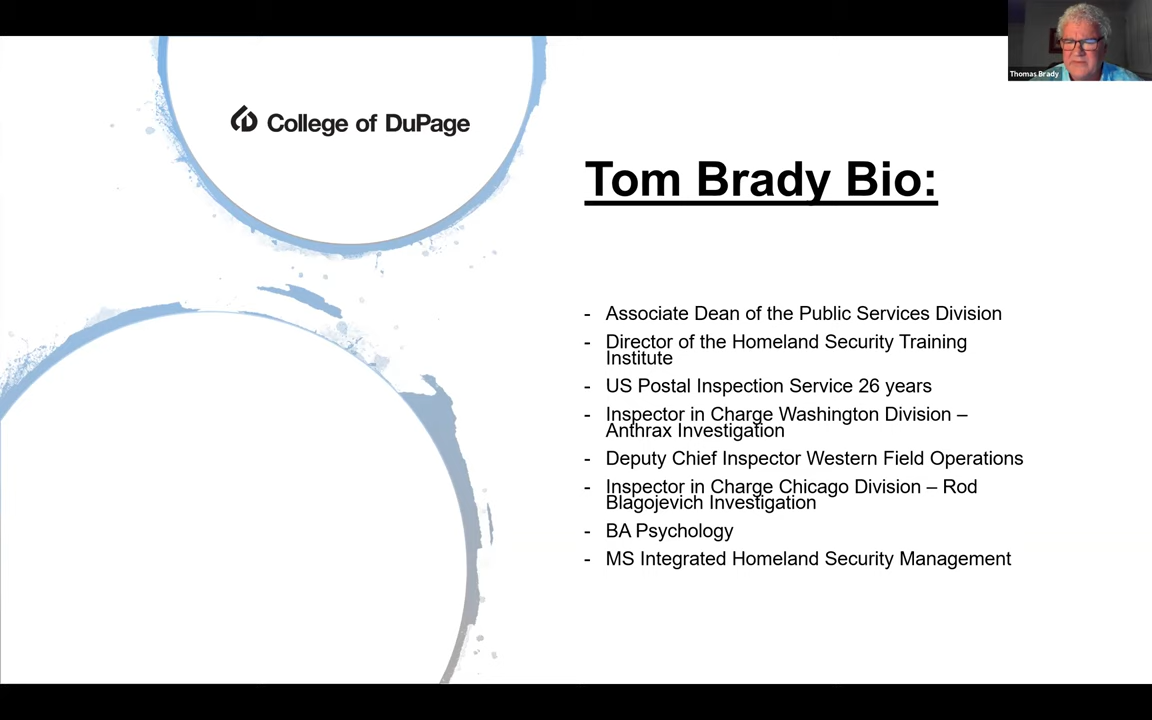 Thomas Brady
College of DuPage
Tom Brady Bio:
- Associate Dean of the Public Services Division
- Director of the Homeland Security Training
Institute
- US Postal Inspection Service 26 years
- Inspector in Charge Washington Division –
Anthrax Investigation
- Deputy Chief Inspector Western Field Operations
- Inspector in Charge Chicago Division – Rod
Blagojevich Investigation
- BA Psychology
- MS Integrated Homeland Security Management